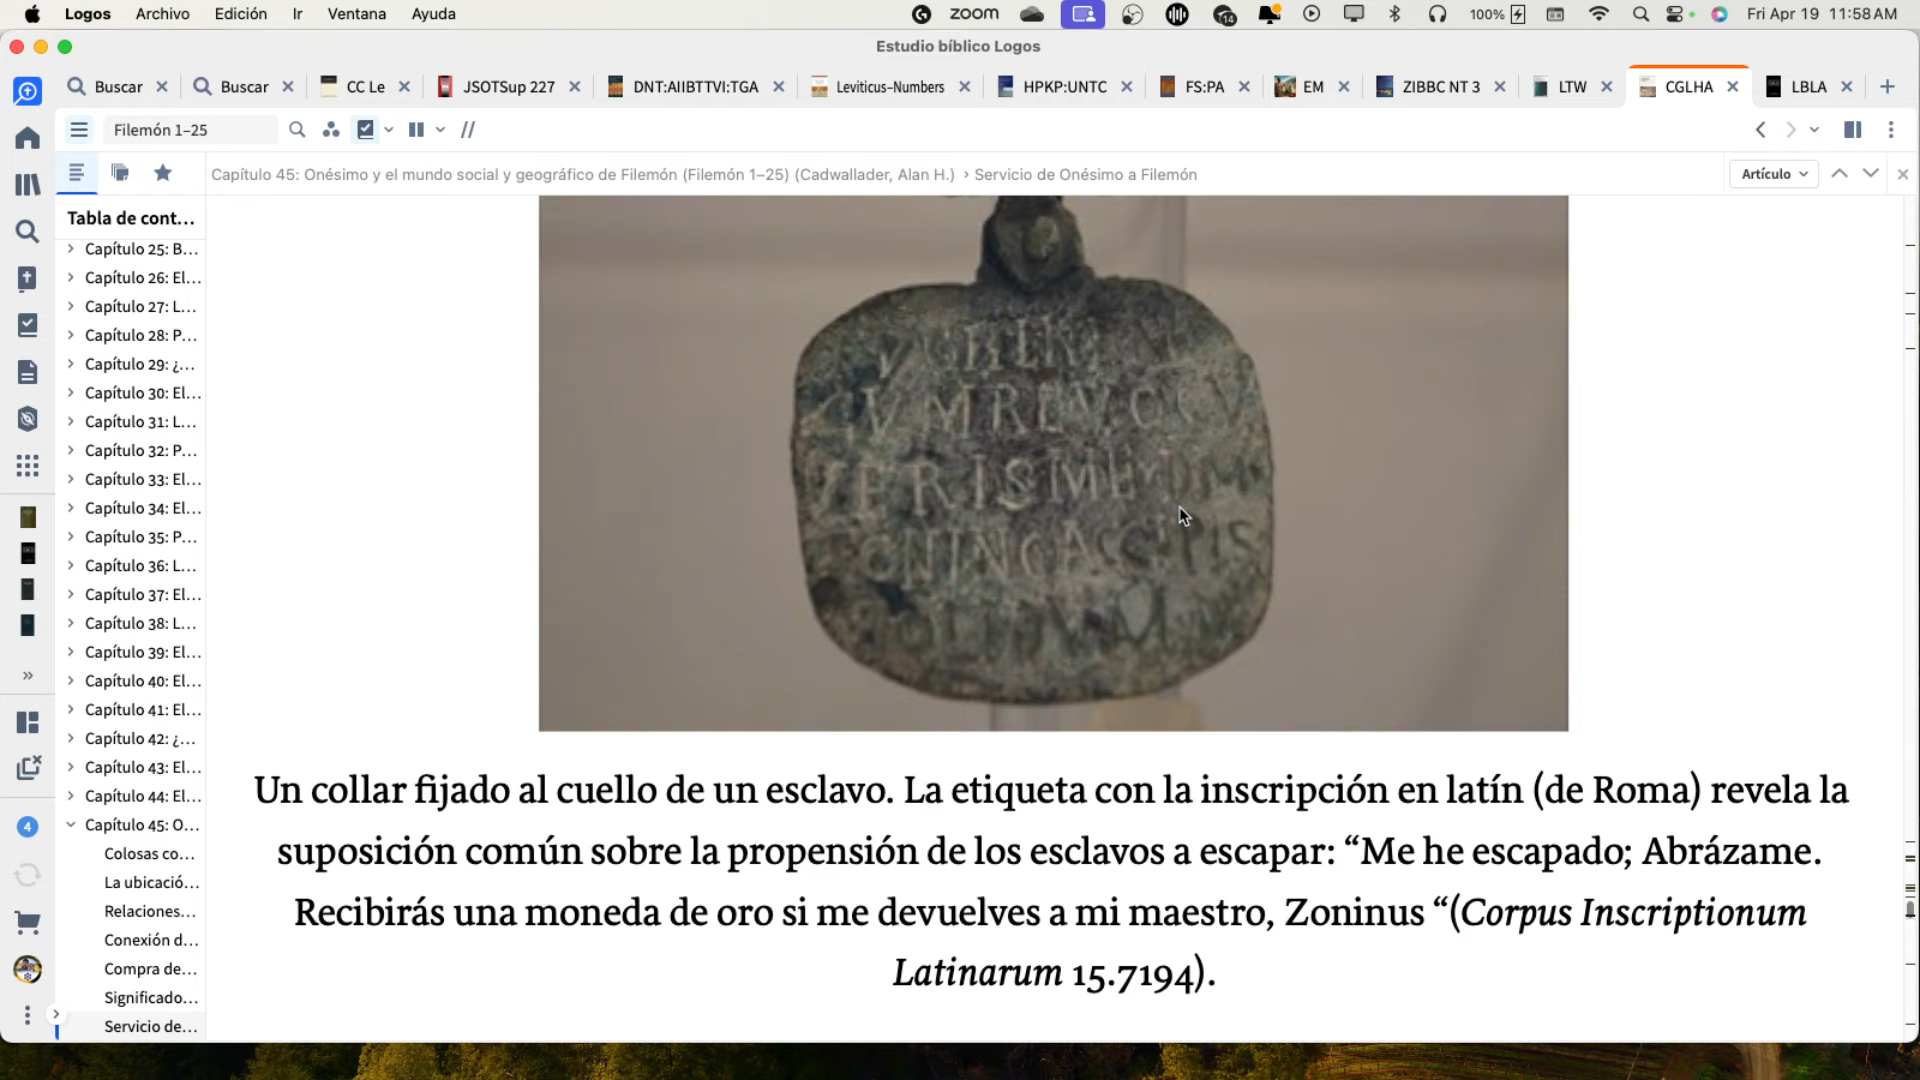 Logos Archivo Edición Ir Ventana Ayuda zoom 14 100% Fri Apr 19 11:58 AM
Estudio bíblico Logos
Buscar Buscar CC Le JSOTSup 227 DNT:AIIBTTVI:TGA Leviticus-Numbers HPKP:UNTC FS:PA EM ZIBBC NT 3 LTW CGLHA LBLA
Filemón 1–25
Capítulo 45: Onésimo y el mundo social y geográfico de Filemón (Filemón 1–25) (Cadwallader, Alan H.) › Servicio de Onésimo a Filemón Artículo
Tabla de cont...
Capítulo 25: B...
Capítulo 26: El...
Capítulo 27: L...
Capítulo 28: P...
Capítulo 29: ¿...
Capítulo 30: El...
Capítulo 31: L...
Capítulo 32: P...
Capítulo 33: El...
Capítulo 34: El...
Capítulo 35: P...
Capítulo 36: L...
Capítulo 37: El...
Capítulo 38: L...
Capítulo 39: El...
Capítulo 40: El...
Capítulo 41: El...
Capítulo 42: ¿...
Capítulo 43: El...
Capítulo 44: El...
Capítulo 45: O...
Colosas co...
La ubicació...
Relaciones...
Conexión d...
Compra de...
Significado...
Servicio de...
4
Un collar fijado al cuello de un esclavo. La etiqueta con la inscripción en latín (de Roma) revela la
suposición común sobre la propensión de los esclavos a escapar: “Me he escapado; Abrázame.
Recibirás una moneda de oro si me devuelves a mi maestro, Zoninus “(Corpus Inscriptionum
Latinarum 15.7194).